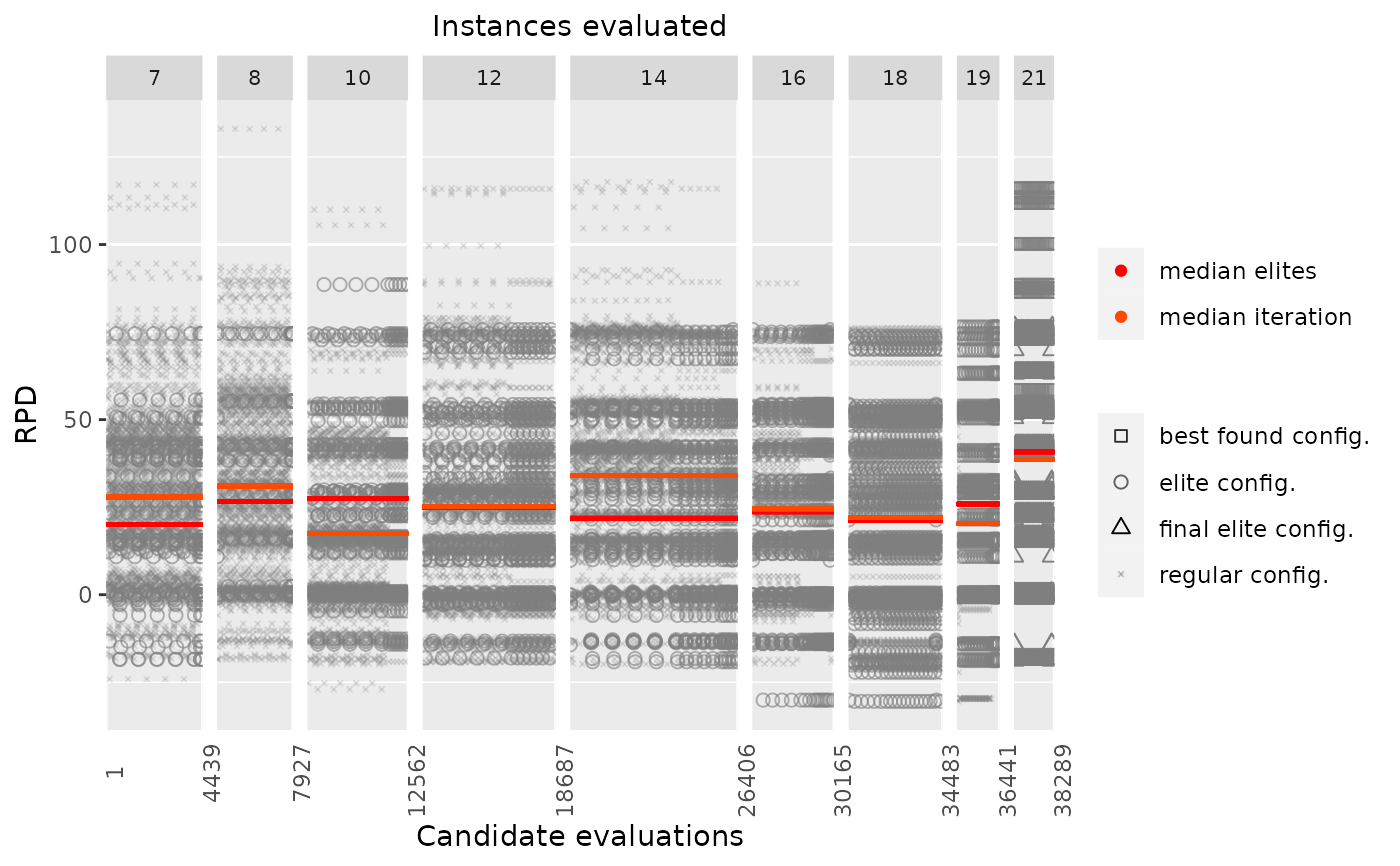 Instances evaluated
7 8 10 12 14 16 18 19 21
RPD
100
50
0
1 4439 7927 12562 18687 26406 30165 34483 36441 38289
Candidate evaluations
median elites
median iteration
best found config.
elite config.
final elite config.
regular config.